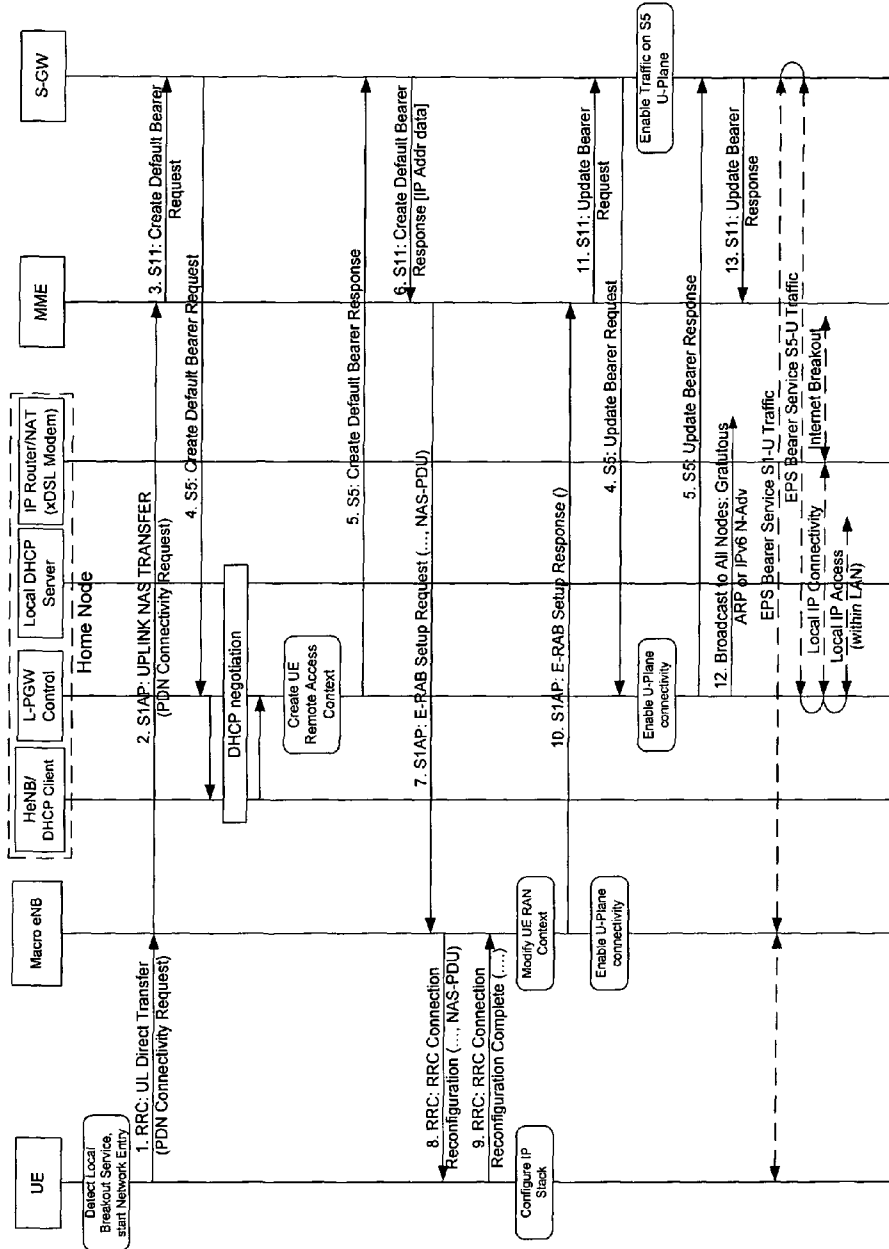 UE
Macro eNB
HeNB/
DHCP Client
L-PGW
Control
Local DHCP
Server
IP Router/NAT
(xDSL Modem)
Home Node
MME
S-GW
Detect Local
Breakout Service,
start Network Entry
1. RRC: UL Direct Transfer
(PDN Connectivity Request)
2. S1AP: UPLINK NAS TRANSFER
(PDN Connectivity Request)
3. S11: Create Default Bearer
Request
4. S5: Create Default Bearer Request
DHCP negotiation
Create UE
Remote Access
Context
5. S5: Create Default Bearer Response
6. S11: Create Default Bearer
Response [IP Addr data]
7. S1AP: E-RAB Setup Request (..., NAS-PDU)
8. RRC: RRC Connection
Reconfiguration (..., NAS-PDU)
9. RRC: RRC Connection
Reconfiguration Complete (....)
Configure IP
Stack
Modify UE RAN
Context
10. S1AP: E-RAB Setup Response ()
Enable U-Plane
connectivity
11. S11: Update Bearer
Request
4. S5: Update Bearer Request
Enable U-Plane
connectivity
Enable Traffic on S5
U-Plane
5. S5: Update Bearer Response
12. Broadcast to All Nodes: Gratutous
ARP or IPv6 N-Adv
13. S11: Update Bearer
Response
EPS Bearer Service S1-U Traffic
EPS Bearer Service S5-U Traffic
Local IP Connectivity
Internet Breakout
Local IP Access
(within LAN)